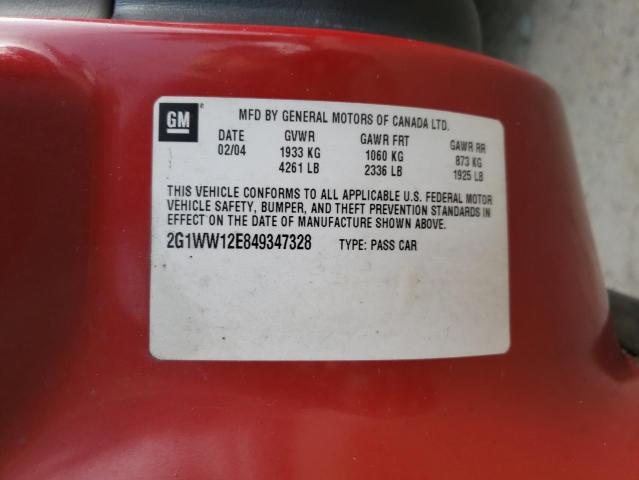 GM
MFD BY GENERAL MOTORS OF CANADA LTD.
DATE GVWR GAWR FRT GAWR RR
02/04 1933 KG 1060 KG 873 KG
4261 LB 2336 LB 1925 LB
THIS VEHICLE CONFORMS TO ALL APPLICABLE U.S. FEDERAL MOTOR
VEHICLE SAFETY, BUMPER, AND THEFT PREVENTION STANDARDS IN
EFFECT ON THE DATE OF MANUFACTURE SHOWN ABOVE.
2G1WW12E849347328 TYPE: PASS CAR